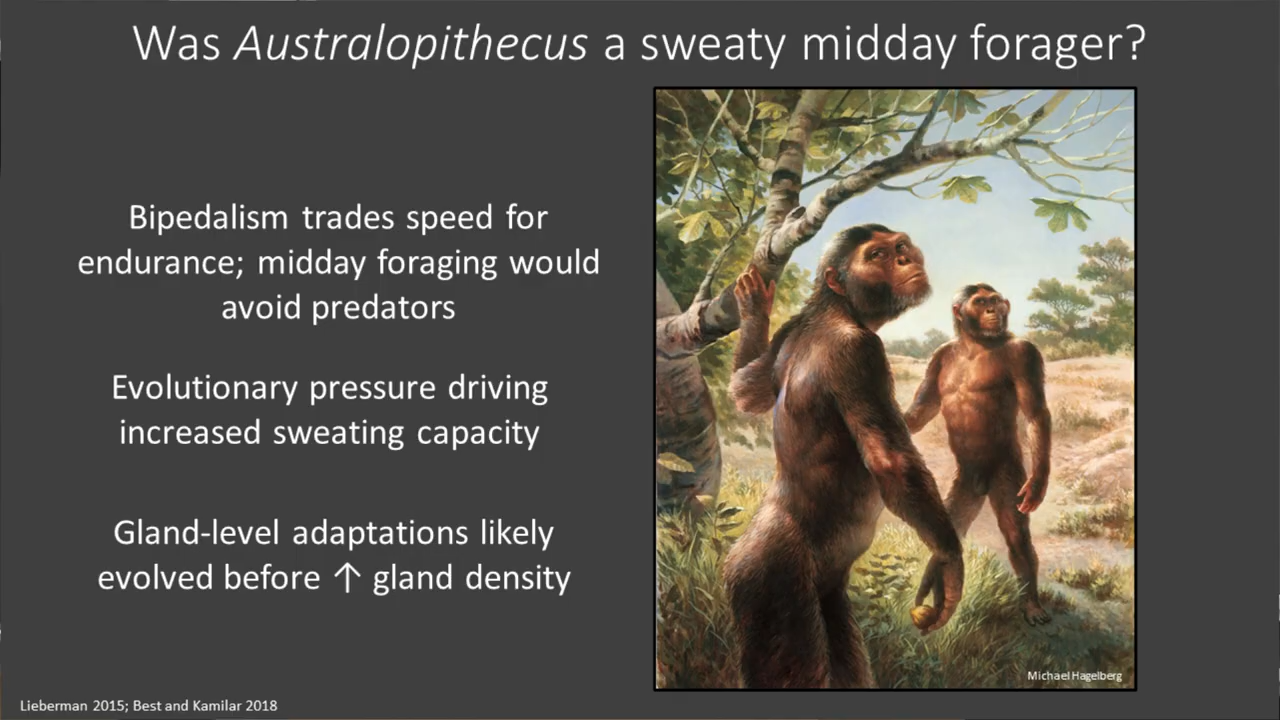 Was Australopithecus a sweaty midday forager?
Bipedalism trades speed for
endurance; midday foraging would
avoid predators
Evolutionary pressure driving
increased sweating capacity
Gland-level adaptations likely
evolved before ↑ gland density
Michael Hagelberg
Lieberman 2015; Best and Kamilar 2018